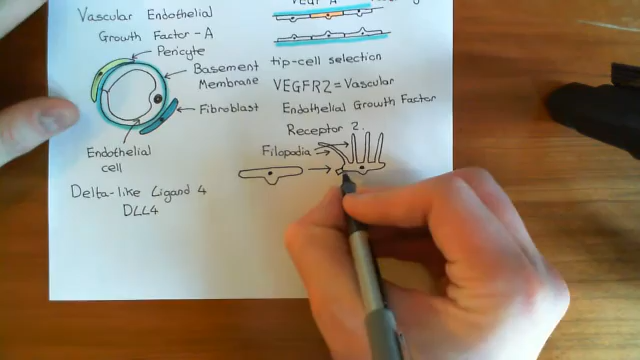 Vascular Endothelial
Growth Factor-A
Pericyte
Basement
Membrane
Fibroblast
Endothelial
cell
Delta-like Ligand 4
DLL4
VEGF A
tip-cell selection
VEGFR2 = Vascular
Endothelial Growth Factor
Receptor 2.
Filopodia